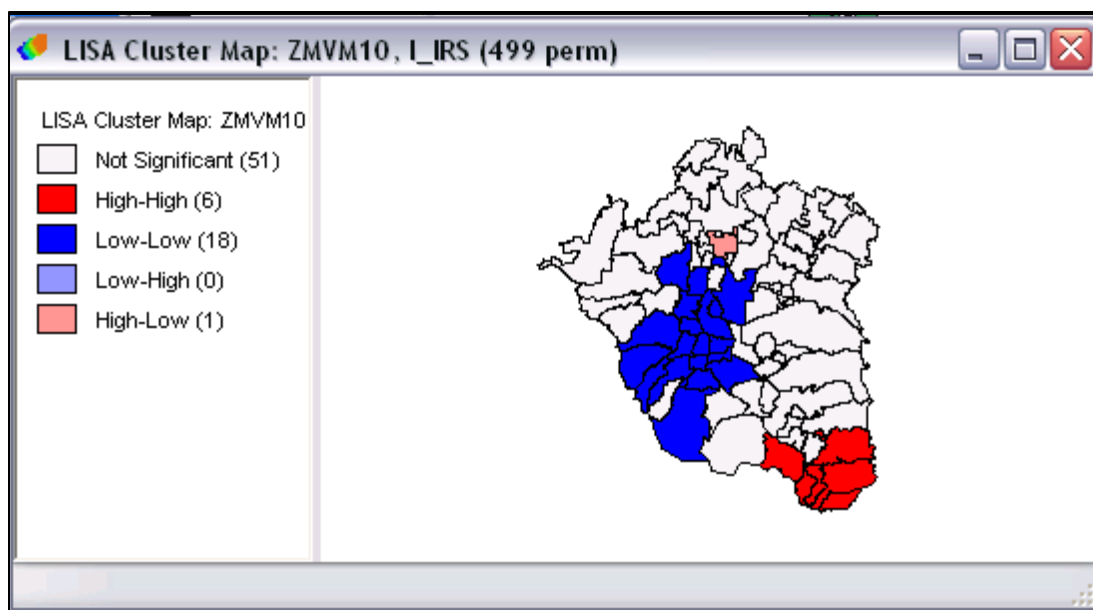 LISA Cluster Map: ZMVM10, I_IRS (499 perm)
LISA Cluster Map: ZMVM10
Not Significant (51)
High-High (6)
Low-Low (18)
Low-High (0)
High-Low (1)